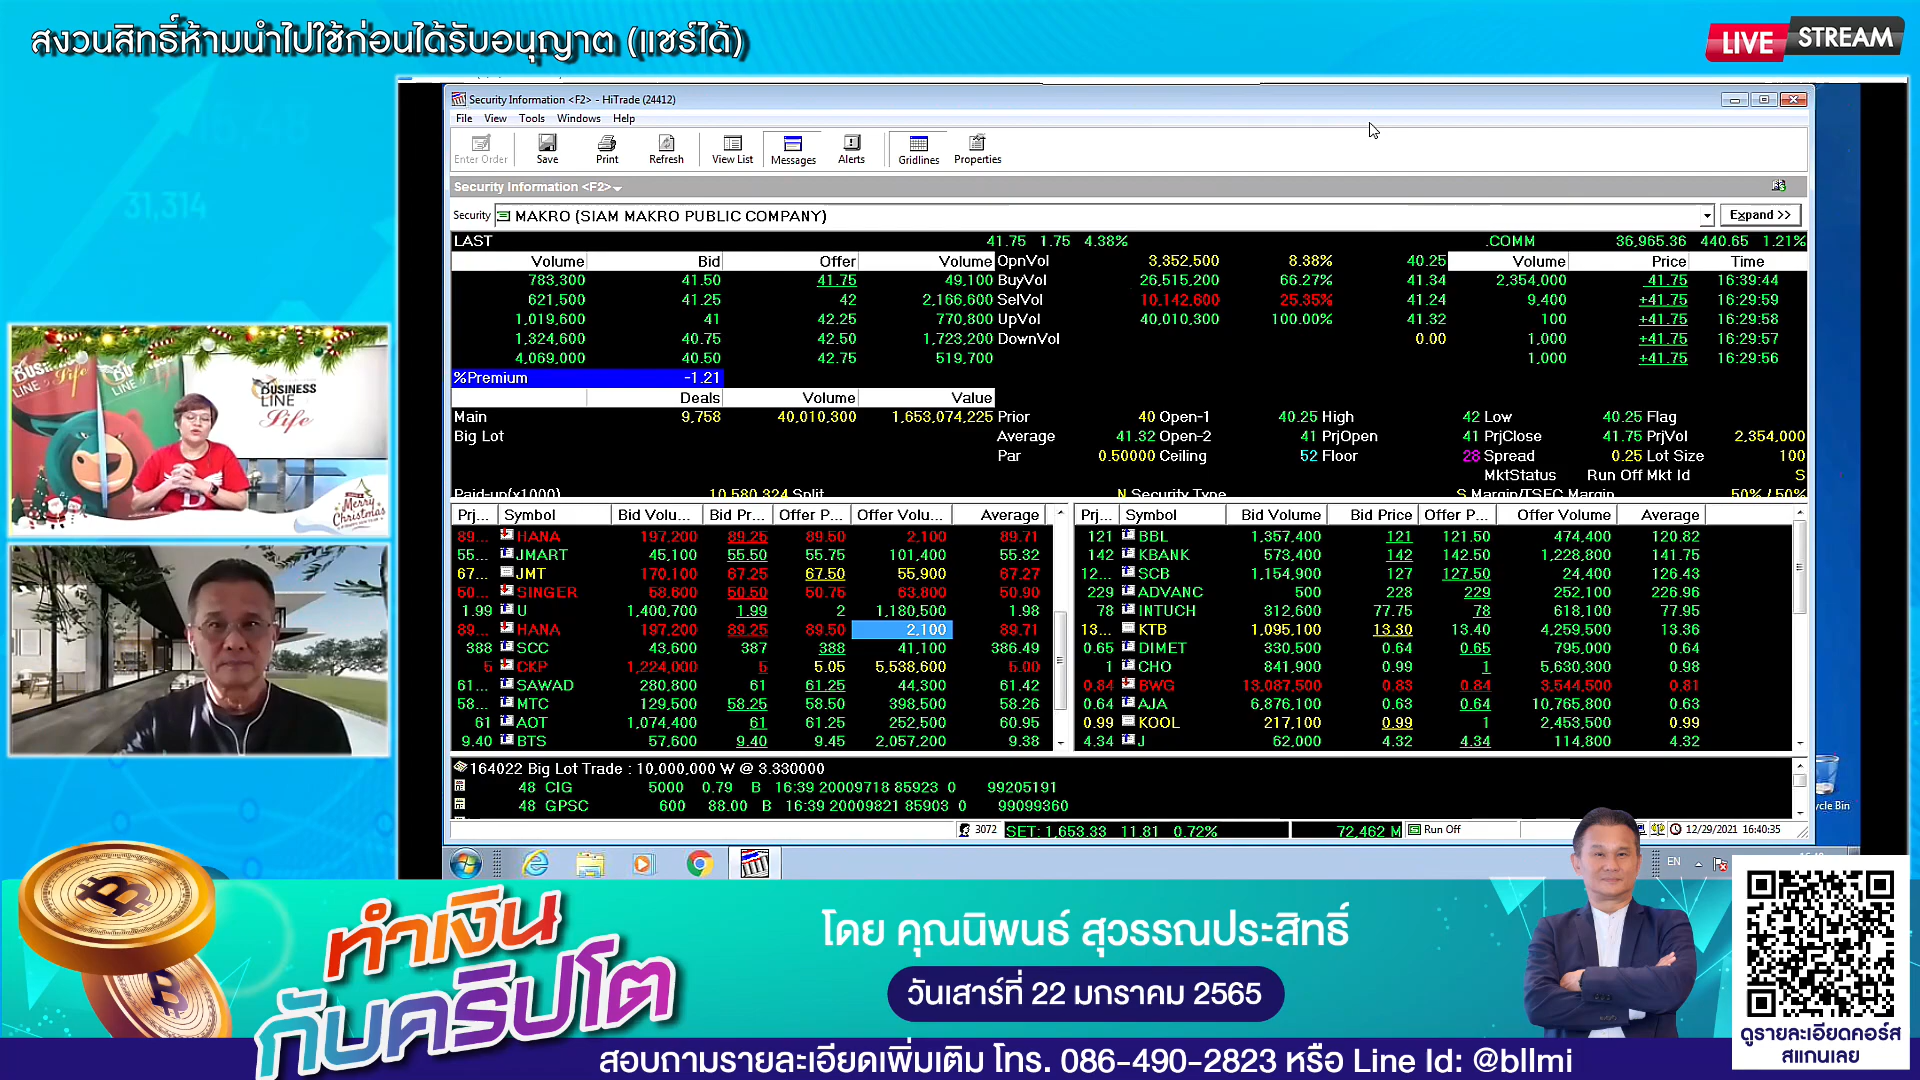 สงวนสิทธิ์ห้ามนำไปใช้ก่อนได้รับอนุญาต (แชร์ได้)
LIVE STREAM
31,314
Security Information <F2> - HiTrade (24412)
File View Tools Windows Help
Enter Order Save Print Refresh View List Messages Alerts Gridlines Properties
Security Information <F2>
Security MAKRO (SIAM MAKRO PUBLIC COMPANY) Expand >>
LAST 41.75 1.75 4.38% .COMM 36,965.36 440.65 1.21%
Volume Bid Offer Volume OpnVol 3,352,500 8.38% 40.25 Volume Price Time
783,300 41.50 41.75 49,100 BuyVol 26,515,200 66.27% 41.34 2,354,000 41.75 16:39:44
621,500 41.25 42 2,166,600 SelVol 10,142,600 25.35% 41.24 9,400 +41.75 16:29:59
1,019,600 41 42.25 770,800 UpVol 40,010,300 100.00% 41.32 100 +41.75 16:29:58
1,324,600 40.75 42.50 1,723,200 DownVol 0.00 1,000 +41.75 16:29:57
4,069,000 40.50 42.75 519,700 1,000 +41.75 16:29:56
%Premium -1.21
Deals Volume Value
Main 9,758 40,010,300 1,653,074,225 Prior 40 Open-1 40.25 High 42 Low 40.25 Flag
Big Lot Average 41.32 Open-2 41 PrjOpen 41 PrjClose 41.75 PrjVol 2,354,000
Par 0.50000 Ceiling 52 Floor 28 Spread 0.25 Lot Size 100
MktStatus Run Off Mkt Id S
Paid-up(x1000) 10,580,324 Split N Security Type S Margin/TSFC Margin 50% / 50%
Prj... Symbol Bid Volu... Bid Pr... Offer P... Offer Volu... Average
89... HANA 197,200 89.25 89.50 2,100 89.71
55... JMART 45,100 55.50 55.75 101,400 55.32
67... JMT 170,100 67.25 67.50 55,900 67.27
50... SINGER 58,600 50.50 50.75 63,800 50.90
1.99 U 1,400,700 1.99 2 1,180,500 1.98
89... HANA 197,200 89.25 89.50 2,100 89.71
388 SCC 43,600 387 388 41,100 386.49
5 CKP 1,224,000 5 5.05 5,538,600 5.00
61... SAWAD 280,800 61 61.25 44,300 61.42
58... MTC 129,500 58.25 58.50 398,500 58.26
61 AOT 1,074,400 61 61.25 252,500 60.95
9.40 BTS 57,600 9.40 9.45 2,057,200 9.38
Prj... Symbol Bid Volume Bid Price Offer P... Offer Volume Average
121 BBL 1,357,400 121 121.50 474,400 120.82
142 KBANK 573,400 142 142.50 1,228,800 141.75
12... SCB 1,154,900 127 127.50 24,400 126.43
229 ADVANC 500 228 229 252,100 226.96
78 INTUCH 312,600 77.75 78 618,100 77.95
13... KTB 1,095,100 13.30 13.40 4,259,500 13.36
0.65 DIMET 330,500 0.64 0.65 795,000 0.64
1 CHO 841,900 0.99 1 5,630,300 0.98
0.84 BWG 13,087,500 0.83 0.84 3,544,500 0.81
0.64 AJA 6,876,100 0.63 0.64 10,765,800 0.63
0.99 KOOL 217,100 0.99 1 2,453,500 0.99
4.34 J 62,000 4.32 4.34 114,800 4.32
164022 Big Lot Trade : 10,000,000 W @ 3.330000
48 CIG 5000 0.79 B 16:39 20009718 85923 0 99205191
48 GPSC 600 88.00 B 16:39 20009821 85903 0 99099360
3072 SET: 1,653.33 11.81 0.72% 72,462 M Run Off 12/29/2021 16:40:35
cycle Bin
EN
BUSINESS LINE Life
BUSINESS
LINE
Life
Merry Christmas
ทำเงิน
กับคริปโต
โดย คุณนิพนธ์ สุวรรณประสิทธิ์
วันเสาร์ที่ 22 มกราคม 2565
สอบถามรายละเอียดเพิ่มเติม โทร. 086-490-2823 หรือ Line Id: @bllmi
ดูรายละเอียดคอร์ส
สแกนเลย